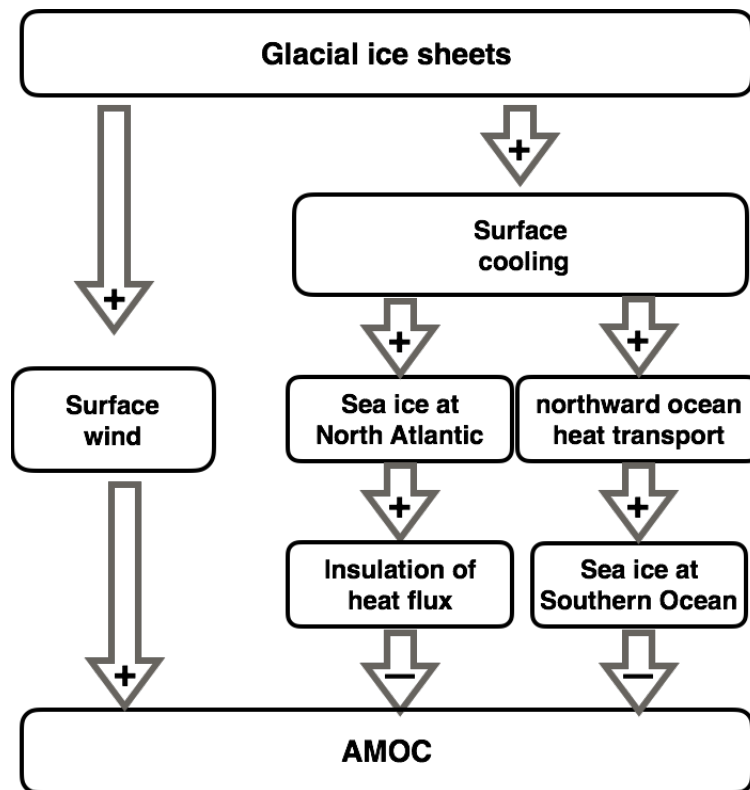 Glacial ice sheets
+
Surface
cooling
+
+
+
Surface
wind
Sea ice at
North Atlantic
northward ocean
heat transport
+
+
Insulation of
heat flux
Sea ice at
Southern Ocean
+
−
−
AMOC